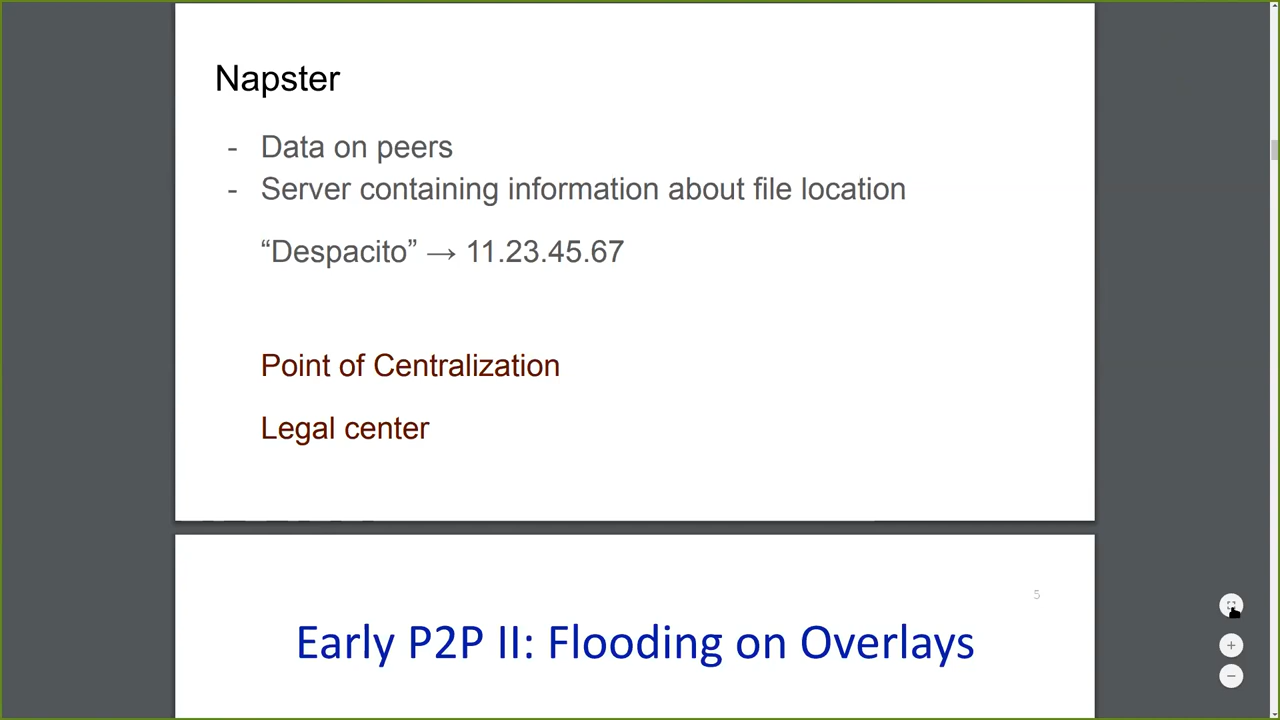 Napster
- Data on peers
- Server containing information about file location
“Despacito” → 11.23.45.67
Point of Centralization
Legal center
5
Early P2P II: Flooding on Overlays